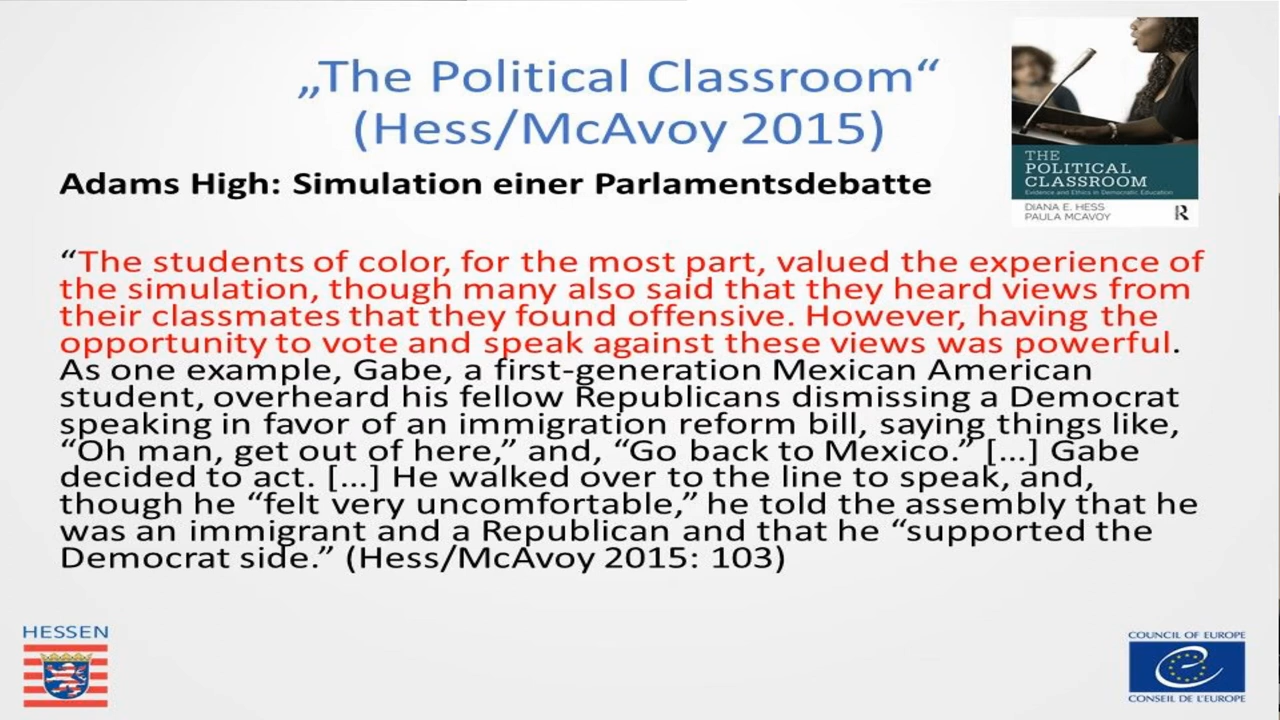 „The Political Classroom“
(Hess/McAvoy 2015)
Adams High: Simulation einer Parlamentsdebatte
“The students of color, for the most part, valued the experience of
the simulation, though many also said that they heard views from
their classmates that they found offensive. However, having the
opportunity to vote and speak against these views was powerful.
As one example, Gabe, a first-generation Mexican American
student, overheard his fellow Republicans dismissing a Democrat
speaking in favor of an immigration reform bill, saying things like,
“Oh man, get out of here,” and, “Go back to Mexico.” [...] Gabe
decided to act. [...] He walked over to the line to speak, and,
though he “felt very uncomfortable,” he told the assembly that he
was an immigrant and a Republican and that he “supported the
Democrat side.” (Hess/McAvoy 2015: 103)
THE
POLITICAL
CLASSROOM
Evidence and Ethics in Democratic Education
DIANA E. HESS
PAULA MCAVOY
R
HESSEN
COUNCIL OF EUROPE
CONSEIL DE L'EUROPE